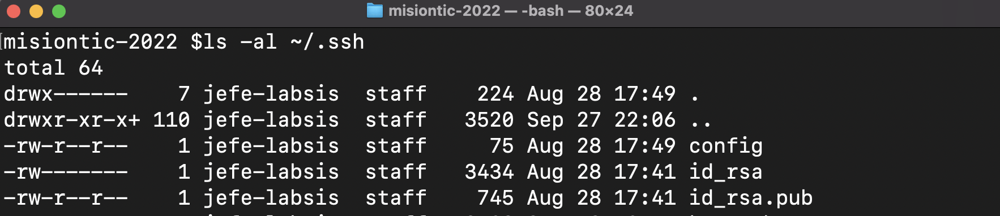 misiontic-2022 — -bash — 80×24
misiontic-2022 $ls -al ~/.ssh
total 64
drwx------    7 jefe-labsis  staff    224 Aug 28 17:49 .
drwxr-xr-x+ 110 jefe-labsis  staff   3520 Sep 27 22:06 ..
-rw-r--r--    1 jefe-labsis  staff     75 Aug 28 17:49 config
-rw-------    1 jefe-labsis  staff   3434 Aug 28 17:41 id_rsa
-rw-r--r--    1 jefe-labsis  staff    745 Aug 28 17:41 id_rsa.pub